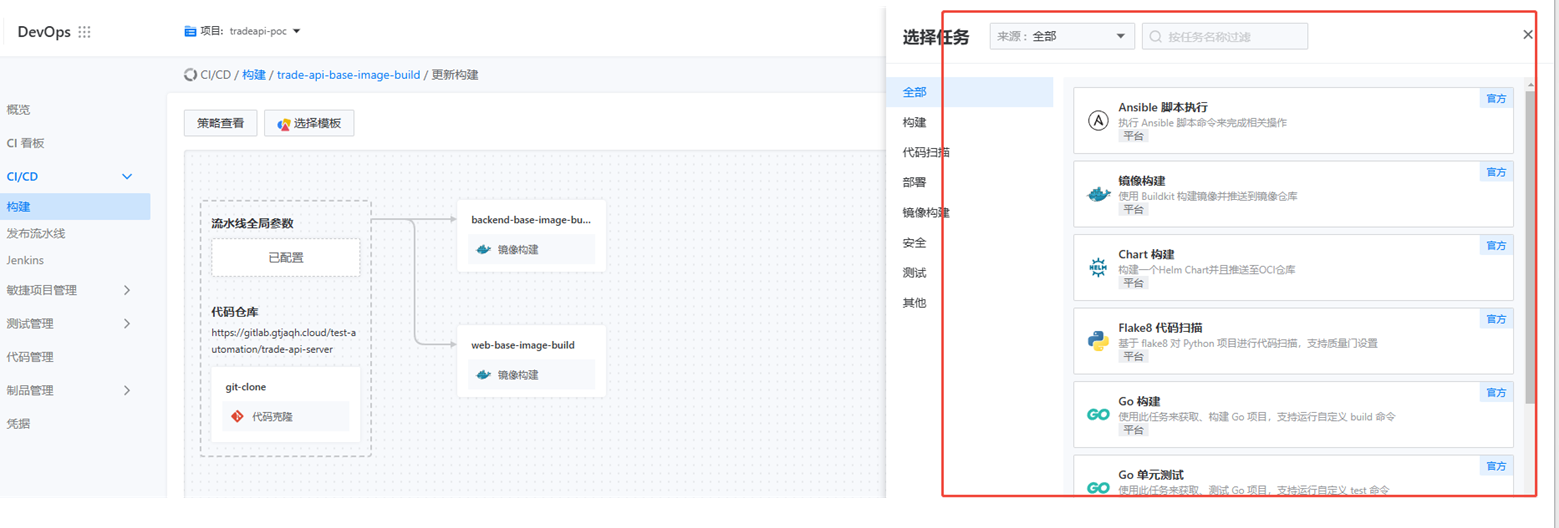 DevOps
项目: tradeapi-poc
CI/CD / 构建 / trade-api-base-image-build / 更新构建
概览
CI 看板
CI/CD
构建
发布流水线
Jenkins
敏捷项目管理
测试管理
代码管理
制品管理
凭据
策略查看
选择模板
流水线全局参数
已配置
代码仓库
https://gitlab.gtjaqh.cloud/test-a
utomation/trade-api-server
git-clone
代码克隆
backend-base-image-bu...
镜像构建
web-base-image-build
镜像构建
选择任务
来源：全部
按任务名称过滤
全部
构建
代码扫描
部署
镜像构建
安全
测试
其他
Ansible 脚本执行
官方
执行 Ansible 脚本命令来完成相关操作
平台
镜像构建
官方
使用 Buildkit 构建镜像并推送到镜像仓库
平台
Chart 构建
官方
HELM
构建一个Helm Chart并且推送至OCI仓库
平台
Flake8 代码扫描
官方
基于 flake8 对 Python 项目进行代码扫描，支持质量门设置
平台
Go 构建
官方
GO
使用此任务来获取、构建 Go 项目，支持运行自定义 build 命令
平台
Go 单元测试
官方
GO
使用此任务来获取、测试 Go 项目，支持运行自定义 test 命令